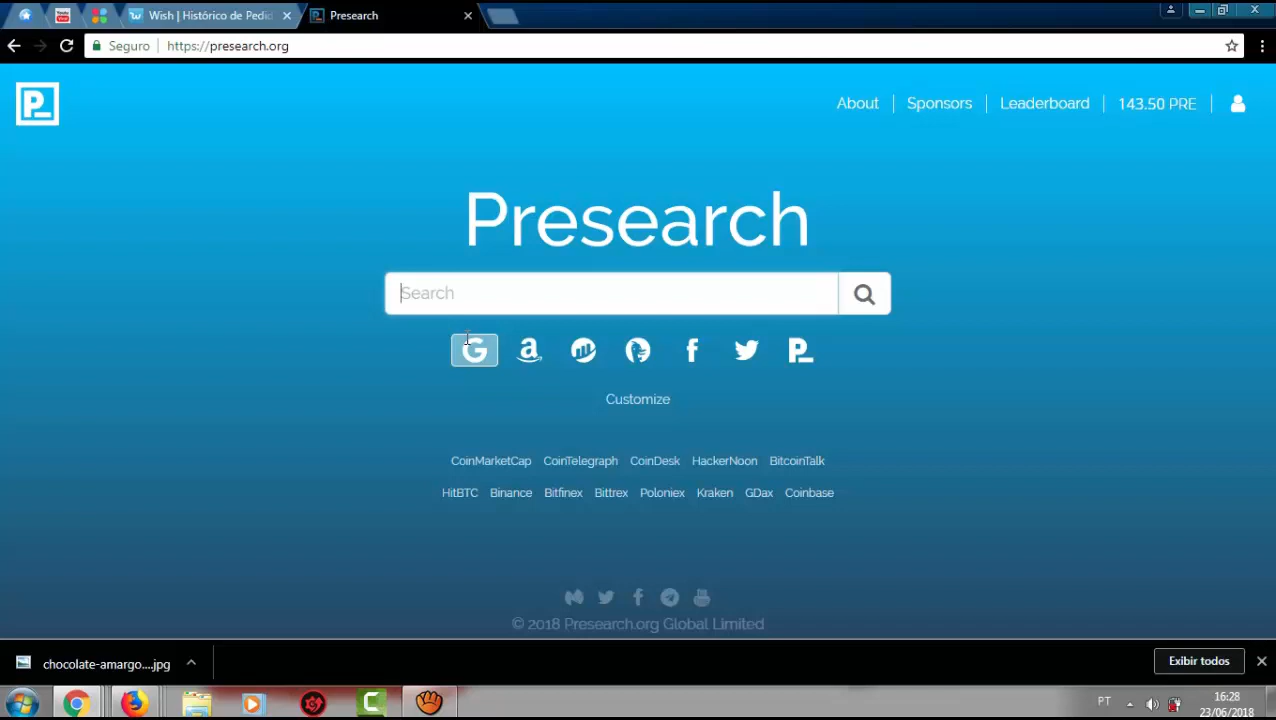 Wish | Histórico de Pedid
Presearch
Seguro
https://presearch.org
About
Sponsors
Leaderboard
143.50 PRE
Presearch
Search
Customize
CoinMarketCap CoinTelegraph CoinDesk HackerNoon BitcoinTalk
HitBTC Binance Bitfinex Bittrex Poloniex Kraken GDax Coinbase
© 2018 Presearch.org Global Limited
chocolate-amargo....jpg
Exibir todos
PT
16:28
23/06/2018